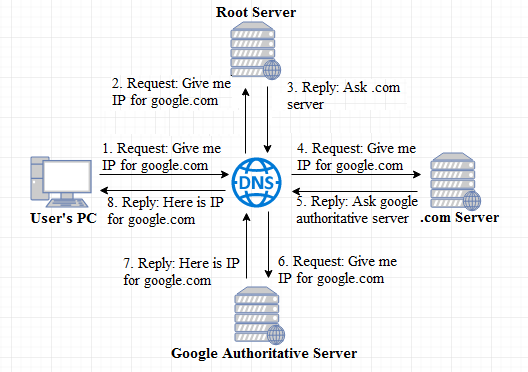 Root Server
2. Request: Give me
IP for google.com
3. Reply: Ask .com
server
1. Request: Give me
IP for google.com
4. Request: Give me
IP for google.com
DNS
User's PC
8. Reply: Here is IP
for google.com
5. Reply: Ask google
authoritative server
.com Server
7. Reply: Here is IP
for google.com
6. Request: Give me
IP for google.com
Google Authoritative Server